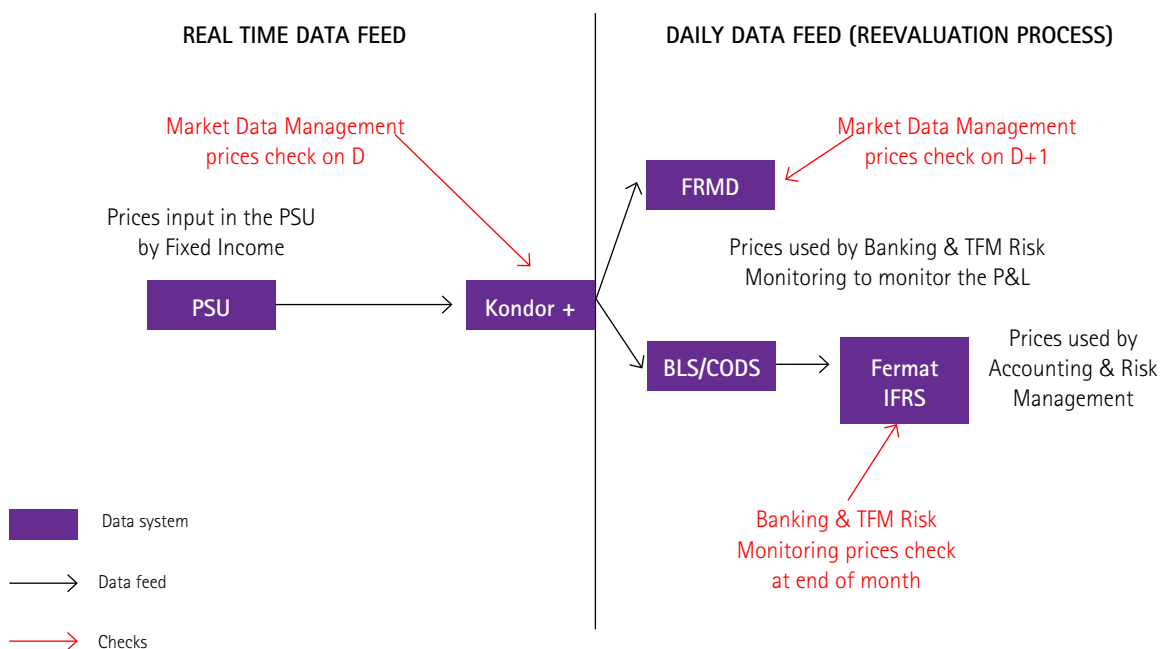 REAL TIME DATA FEED
DAILY DATA FEED (REEVALUATION PROCESS)
Market Data Management
prices check on D
Market Data Management
prices check on D+1
FRMD
Prices input in the PSU
by Fixed Income
Prices used by Banking & TFM Risk
Monitoring to monitor the P&L
PSU
Kondor +
BLS/CODS
Fermat
IFRS
Prices used by
Accounting & Risk
Management
Banking & TFM Risk
Monitoring prices check
at end of month
Data system
Data feed
Checks